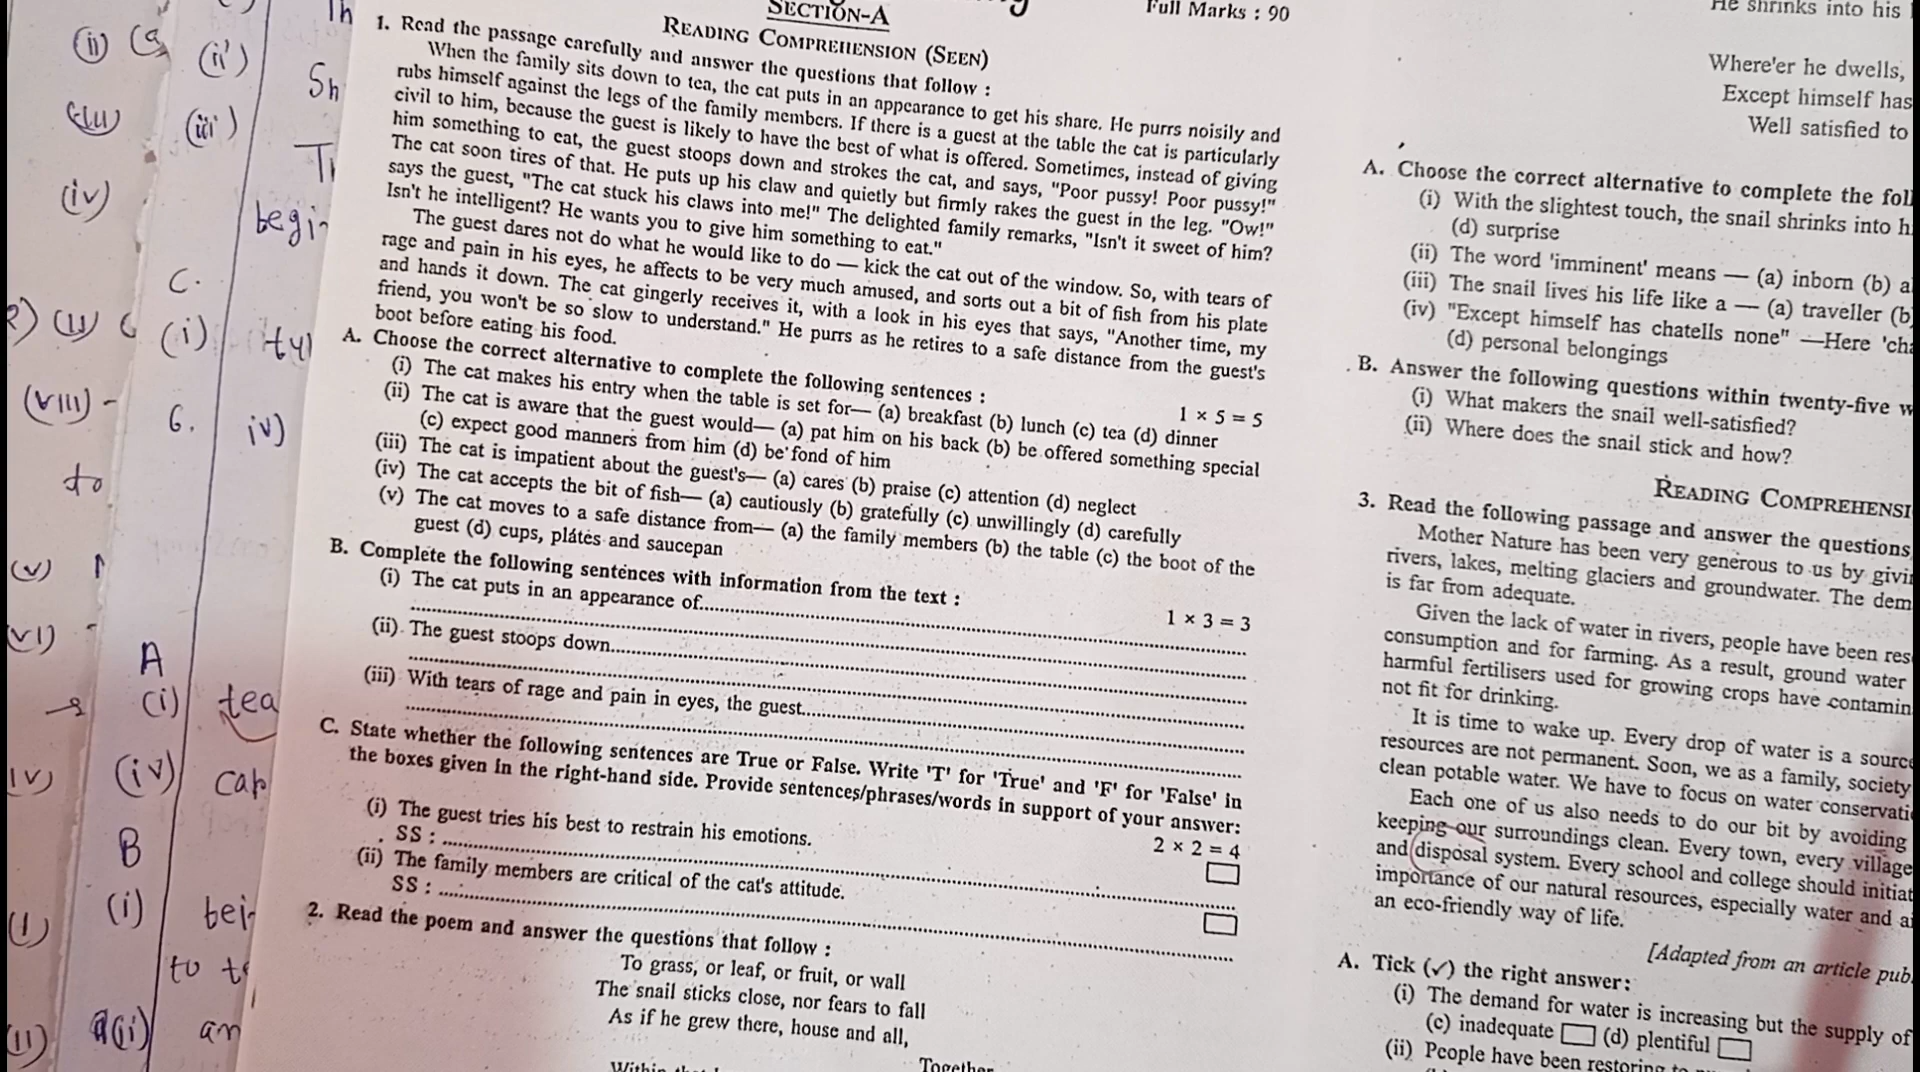 SECTION-A
Full Marks : 90
READING COMPREHENSION (SEEN)
1. Read the passage carefully and answer the questions that follow :
When the family sits down to tea, the cat puts in an appearance to get his share. He purrs noisily and
rubs himself against the legs of the family members. If there is a guest at the table the cat is particularly
civil to him, because the guest is likely to have the best of what is offered. Sometimes, instead of giving
him something to eat, the guest stoops down and strokes the cat, and says, "Poor pussy! Poor pussy!"
The cat soon tires of that. He puts up his claw and quietly but firmly rakes the guest in the leg. "Ow!"
says the guest, "The cat stuck his claws into me!" The delighted family remarks, "Isn't it sweet of him?
Isn't he intelligent? He wants you to give him something to eat."
The guest dares not do what he would like to do — kick the cat out of the window. So, with tears of
rage and pain in his eyes, he affects to be very much amused, and sorts out a bit of fish from his plate
and hands it down. The cat gingerly receives it, with a look in his eyes that says, "Another time, my
friend, you won't be so slow to understand." He purrs as he retires to a safe distance from the guest's
boot before eating his food.
A. Choose the correct alternative to complete the following sentences :
1 × 5 = 5
(i) The cat makes his entry when the table is set for— (a) breakfast (b) lunch (c) tea (d) dinner
(ii) The cat is aware that the guest would— (a) pat him on his back (b) be offered something special
(c) expect good manners from him (d) be fond of him
(iii) The cat is impatient about the guest's— (a) cares (b) praise (c) attention (d) neglect
(iv) The cat accepts the bit of fish— (a) cautiously (b) gratefully (c) unwillingly (d) carefully
(v) The cat moves to a safe distance from— (a) the family members (b) the table (c) the boot of the
guest (d) cups, plates and saucepan
B. Complete the following sentences with information from the text :
1 × 3 = 3
(i) The cat puts in an appearance of
(ii) The guest stoops down
(iii) With tears of rage and pain in eyes, the guest
C. State whether the following sentences are True or False. Write 'T' for 'True' and 'F' for 'False' in
the boxes given in the right-hand side. Provide sentences/phrases/words in support of your answer:
2 × 2 = 4
(i) The guest tries his best to restrain his emotions.
SS :
(ii) The family members are critical of the cat's attitude.
SS :
2. Read the poem and answer the questions that follow :
To grass, or leaf, or fruit, or wall
The snail sticks close, nor fears to fall
As if he grew there, house and all,
Together
He shrinks into his
Where'er he dwells,
Except himself has
Well satisfied to
A. Choose the correct alternative to complete the foll
(i) With the slightest touch, the snail shrinks into h
(d) surprise
(ii) The word 'imminent' means — (a) inborn (b) a
(iii) The snail lives his life like a — (a) traveller (b)
(iv) "Except himself has chatells none" —Here 'cha
(d) personal belongings
B. Answer the following questions within twenty-five w
(i) What makers the snail well-satisfied?
(ii) Where does the snail stick and how?
READING COMPREHENSI
3. Read the following passage and answer the questions
Mother Nature has been very generous to us by givi
rivers, lakes, melting glaciers and groundwater. The dem
is far from adequate.
Given the lack of water in rivers, people have been res
consumption and for farming. As a result, ground water
harmful fertilisers used for growing crops have contamin
not fit for drinking.
It is time to wake up. Every drop of water is a source
resources are not permanent. Soon, we as a family, society
clean potable water. We have to focus on water conservati
Each one of us also needs to do our bit by avoiding
keeping our surroundings clean. Every town, every village
and disposal system. Every school and college should initiat
importance of our natural resources, especially water and ai
an eco-friendly way of life.
[Adapted from an article pub
A. Tick (✓) the right answer:
(i) The demand for water is increasing but the supply of
(c) inadequate (d) plentiful
(ii) People have been restoring to
(ii)
(iii)
(iv)
Sh
begin
C.
(i)
(viii) -
6.
iv)
to
(v)
(vi)
A
(i) tea
(iv)
B
(i)
to
(ii) an